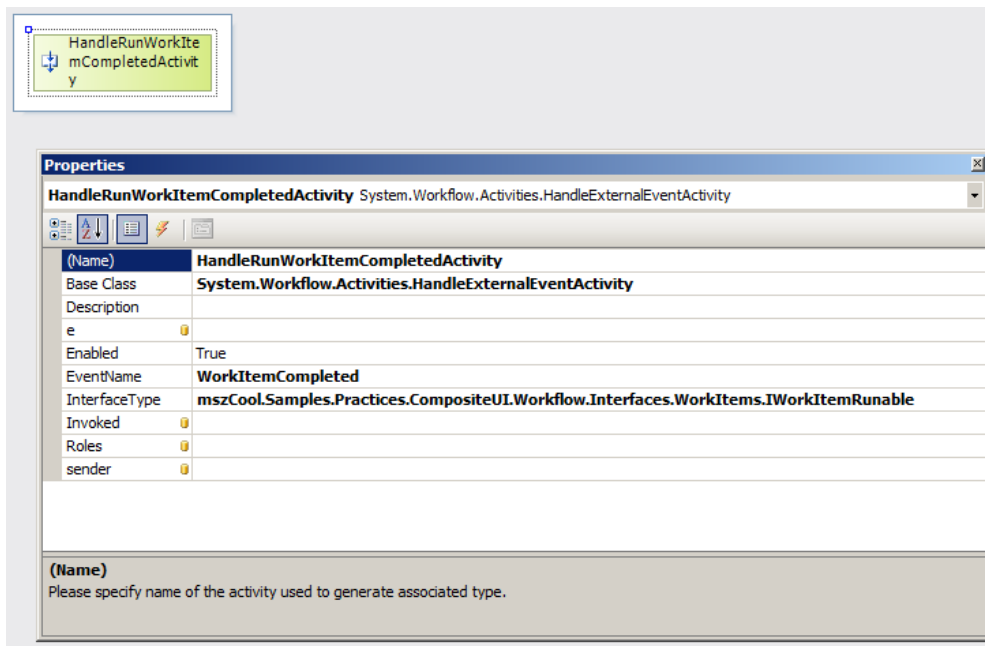 HandleRunWorkIte
mCompletedActivit
y
Properties
HandleRunWorkItemCompletedActivity System.Workflow.Activities.HandleExternalEventActivity
(Name) HandleRunWorkItemCompletedActivity
Base Class System.Workflow.Activities.HandleExternalEventActivity
Description
e
Enabled True
EventName WorkItemCompleted
InterfaceType mszCool.Samples.Practices.CompositeUI.Workflow.Interfaces.WorkItems.IWorkItemRunable
Invoked
Roles
sender
(Name)
Please specify name of the activity used to generate associated type.